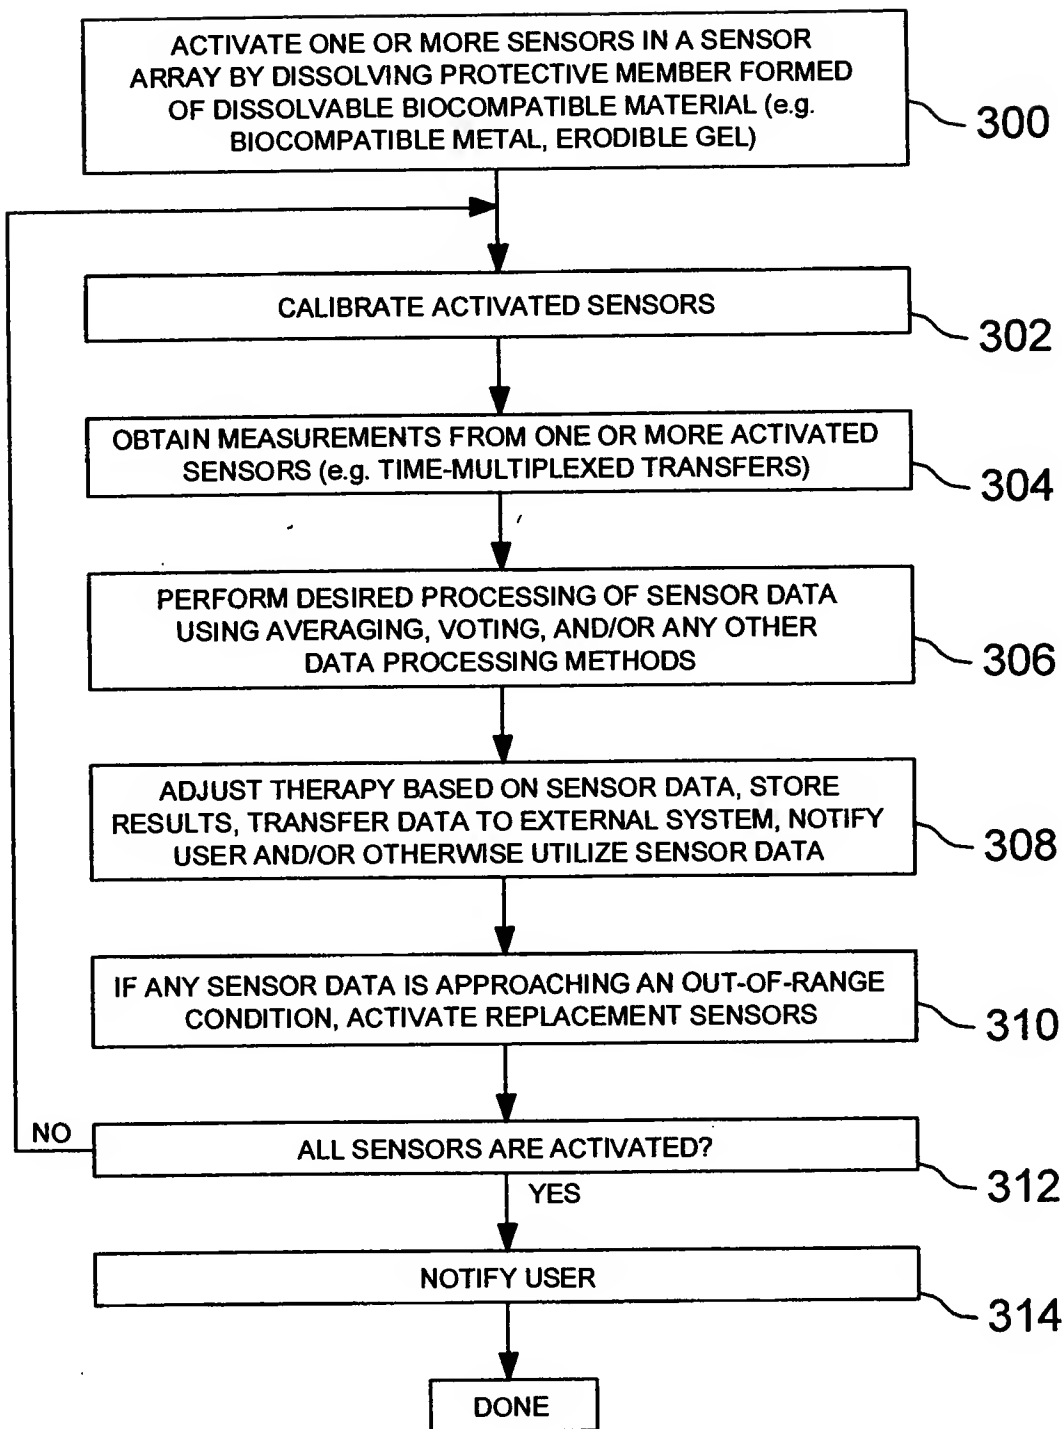 ACTIVATE ONE OR MORE SENSORS IN A SENSOR
ARRAY BY DISSOLVING PROTECTIVE MEMBER FORMED
OF DISSOLVABLE BIOCOMPATIBLE MATERIAL (e.g.
BIOCOMPATIBLE METAL, ERODIBLE GEL)
300
CALIBRATE ACTIVATED SENSORS
302
OBTAIN MEASUREMENTS FROM ONE OR MORE ACTIVATED
SENSORS (e.g. TIME-MULTIPLEXED TRANSFERS)
304
PERFORM DESIRED PROCESSING OF SENSOR DATA
USING AVERAGING, VOTING, AND/OR ANY OTHER
DATA PROCESSING METHODS
306
ADJUST THERAPY BASED ON SENSOR DATA, STORE
RESULTS, TRANSFER DATA TO EXTERNAL SYSTEM, NOTIFY
USER AND/OR OTHERWISE UTILIZE SENSOR DATA
308
IF ANY SENSOR DATA IS APPROACHING AN OUT-OF-RANGE
CONDITION, ACTIVATE REPLACEMENT SENSORS
310
NO
ALL SENSORS ARE ACTIVATED?
312
YES
NOTIFY USER
314
DONE